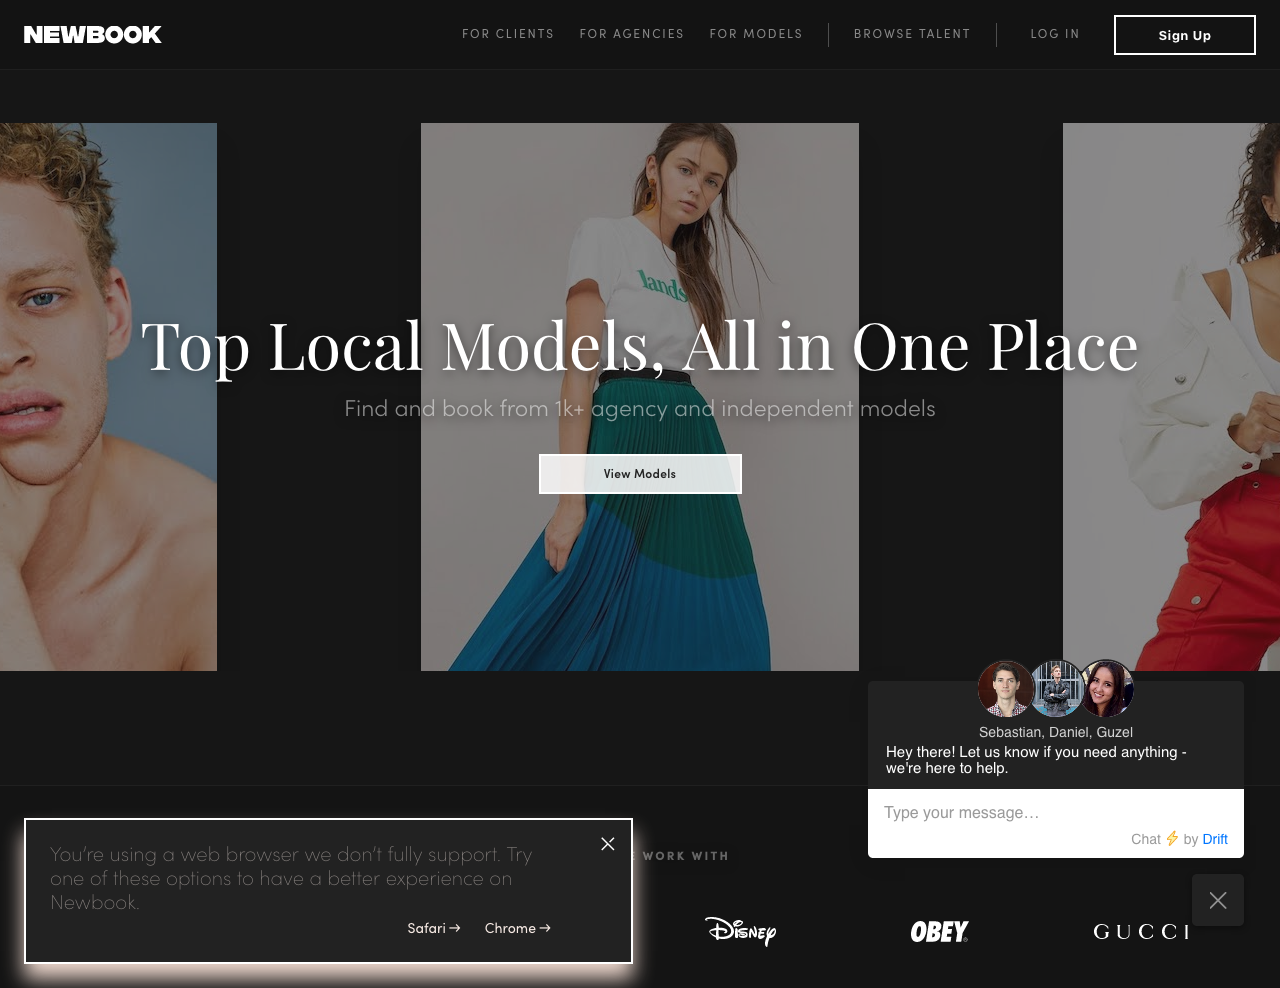 NEWBOOK
FOR CLIENTS
FOR AGENCIES
FOR MODELS
BROWSE TALENT
LOG IN
Sign Up
lands
Top Local Models, All in One Place
Find and book from 1k+ agency and independent models
View Models
Sebastian, Daniel, Guzel
Hey there! Let us know if you need anything -
we're here to help.
Type your message…
Chat ⚡ by Drift
You’re using a web browser we don’t fully support. Try
one of these options to have a better experience on
Newbook.
Safari →
Chrome →
WORK WITH
Disney
OBEY
GUCCI